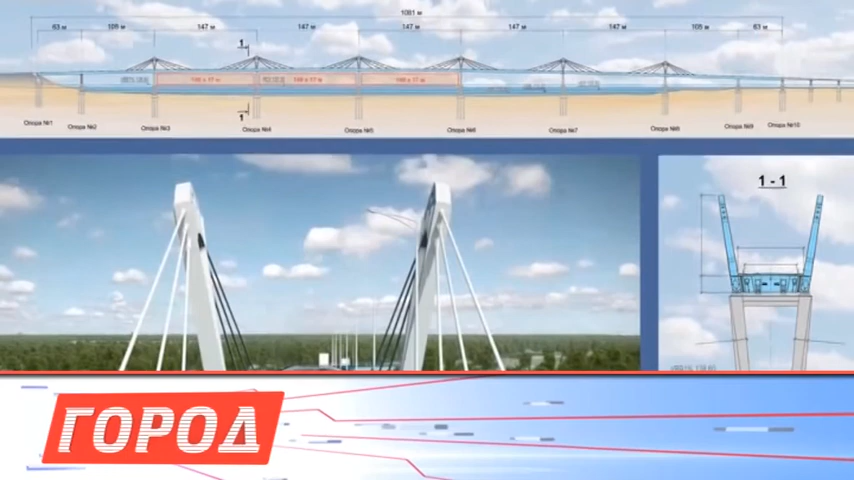 1081 м
63 м 105 м 147 м 147 м 147 м 147 м 147 м 105 м 63 м
1
1
Опора №1 Опора №2 Опора №3 Опора №4 Опора №5 Опора №6 Опора №7 Опора №8 Опора №9 Опора №10
1 - 1
ГОРОД